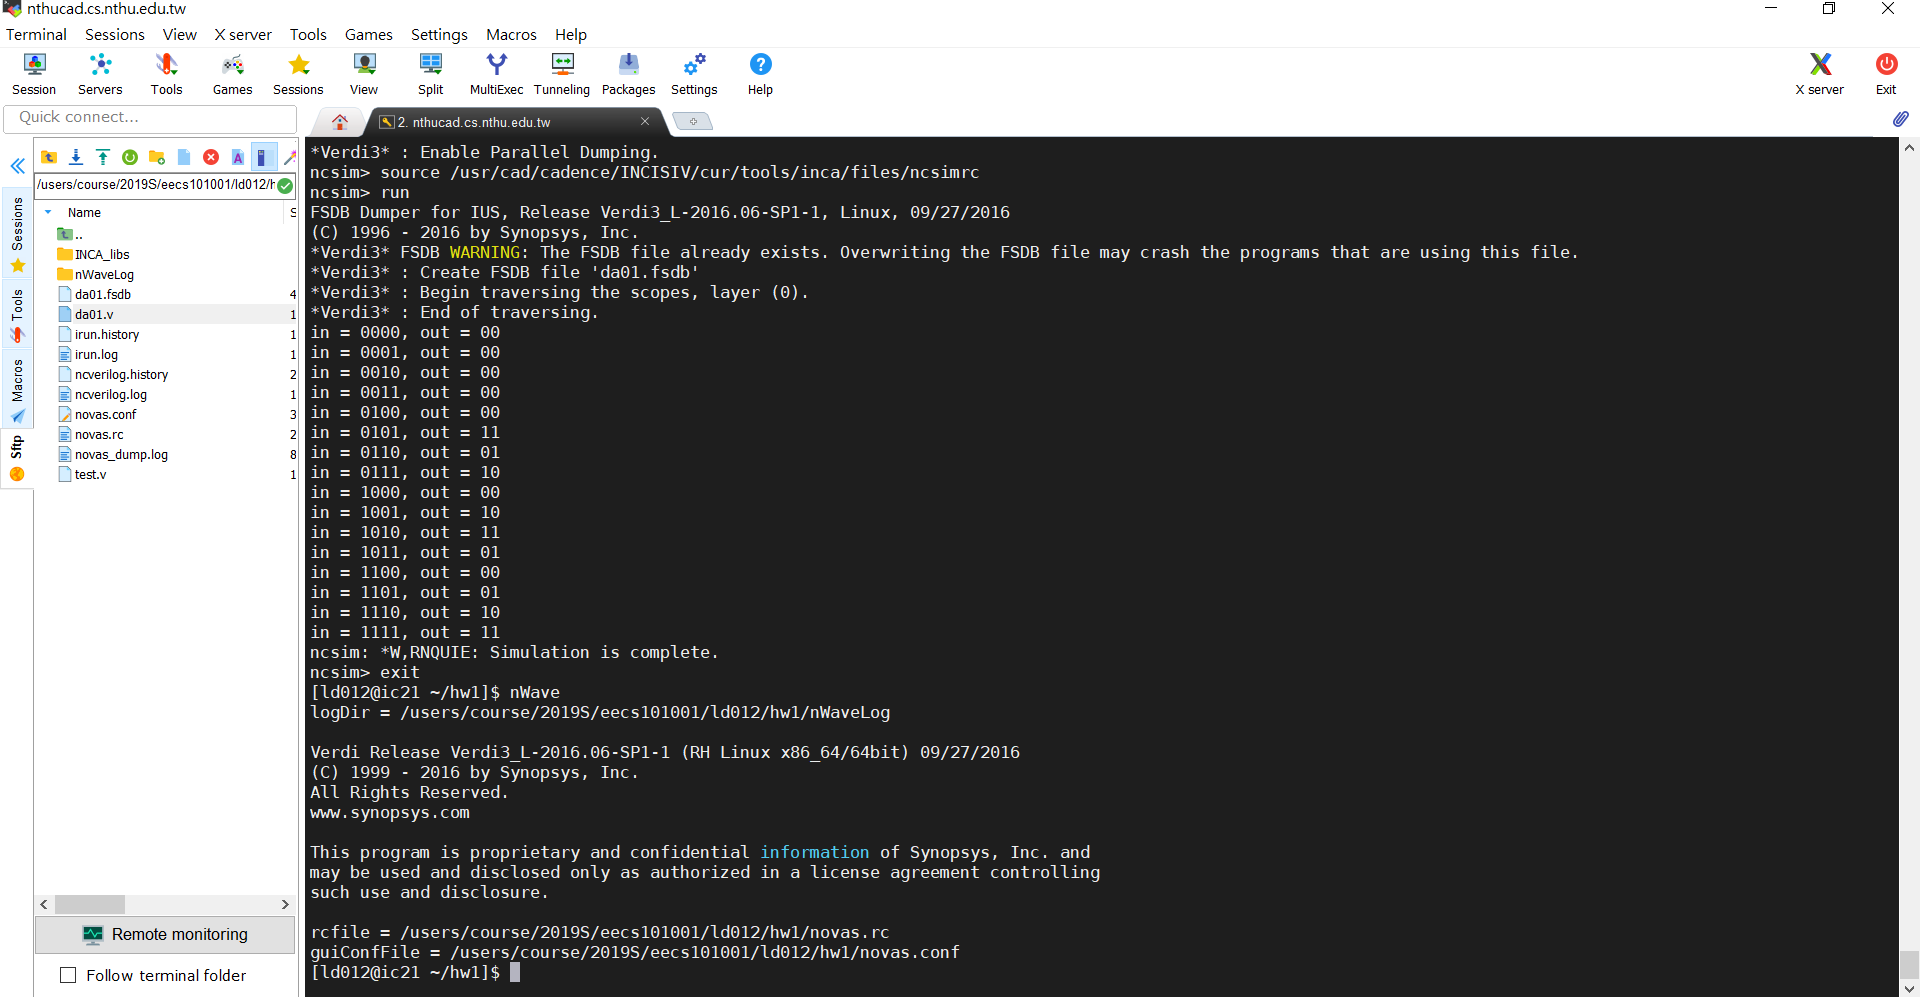 nthucad.cs.nthu.edu.tw
Terminal Sessions View X server Tools Games Settings Macros Help
Session Servers Tools Games Sessions View Split MultiExec Tunneling Packages Settings Help X server Exit
Quick connect...
2. nthucad.cs.nthu.edu.tw
/users/course/2019S/eecs101001/ld012/h
Name S
..
INCA_libs
nWaveLog
da01.fsdb 4
da01.v 1
irun.history 1
irun.log 1
ncverilog.history 2
ncverilog.log 1
novas.conf 3
novas.rc 2
novas_dump.log 8
test.v 1
Sessions
Tools
Macros
Sftp
Remote monitoring
Follow terminal folder
*Verdi3* : Enable Parallel Dumping.
ncsim> source /usr/cad/cadence/INCISIV/cur/tools/inca/files/ncsimrc
ncsim> run
FSDB Dumper for IUS, Release Verdi3_L-2016.06-SP1-1, Linux, 09/27/2016
(C) 1996 - 2016 by Synopsys, Inc.
*Verdi3* FSDB WARNING: The FSDB file already exists. Overwriting the FSDB file may crash the programs that are using this file.
*Verdi3* : Create FSDB file 'da01.fsdb'
*Verdi3* : Begin traversing the scopes, layer (0).
*Verdi3* : End of traversing.
in = 0000, out = 00
in = 0001, out = 00
in = 0010, out = 00
in = 0011, out = 00
in = 0100, out = 00
in = 0101, out = 11
in = 0110, out = 01
in = 0111, out = 10
in = 1000, out = 00
in = 1001, out = 10
in = 1010, out = 11
in = 1011, out = 01
in = 1100, out = 00
in = 1101, out = 01
in = 1110, out = 10
in = 1111, out = 11
ncsim: *W,RNQUIE: Simulation is complete.
ncsim> exit
[ld012@ic21 ~/hw1]$ nWave
logDir = /users/course/2019S/eecs101001/ld012/hw1/nWaveLog
Verdi Release Verdi3_L-2016.06-SP1-1 (RH Linux x86_64/64bit) 09/27/2016
(C) 1999 - 2016 by Synopsys, Inc.
All Rights Reserved.
www.synopsys.com
This program is proprietary and confidential information of Synopsys, Inc. and
may be used and disclosed only as authorized in a license agreement controlling
such use and disclosure.
rcfile = /users/course/2019S/eecs101001/ld012/hw1/novas.rc
guiConfFile = /users/course/2019S/eecs101001/ld012/hw1/novas.conf
[ld012@ic21 ~/hw1]$